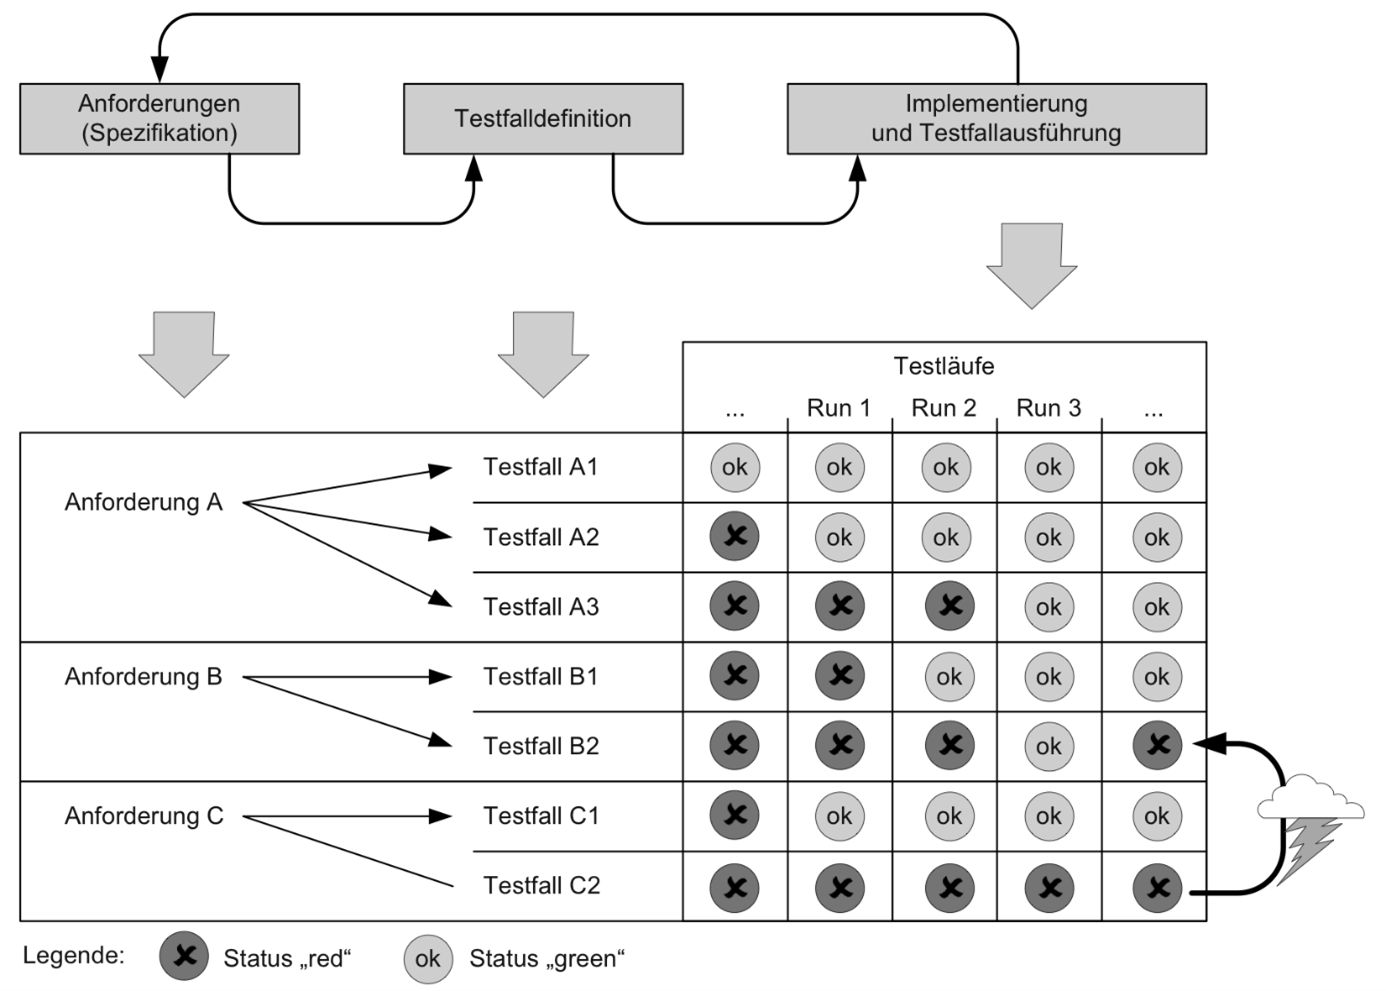 Anforderungen
(Spezifikation)
Testfalldefinition
Implementierung
und Testfallausführung
Testläufe
... Run 1 Run 2 Run 3 ...
Anforderung A
Testfall A1 ok ok ok ok ok
Testfall A2 ok ok ok ok
Testfall A3 ok ok
Anforderung B
Testfall B1 ok ok ok
Testfall B2 ok
Anforderung C
Testfall C1 ok ok ok ok
Testfall C2
Legende: Status „red“ ok Status „green“